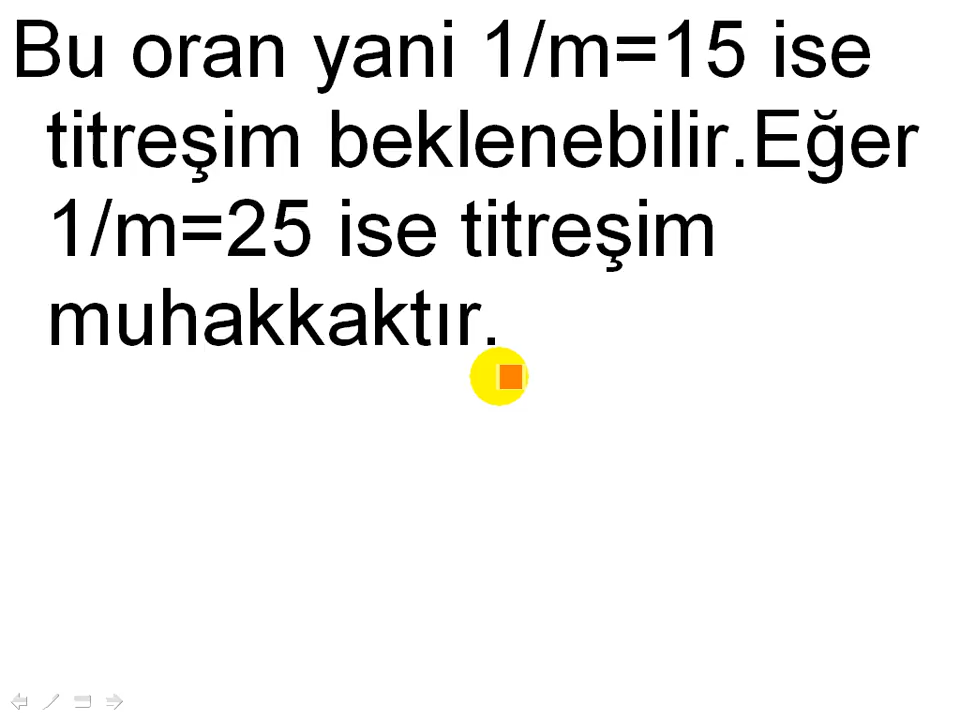 Bu oran yani 1/m=15 ise
titreşim beklenebilir.Eğer
1/m=25 ise titreşim
muhakkaktır.